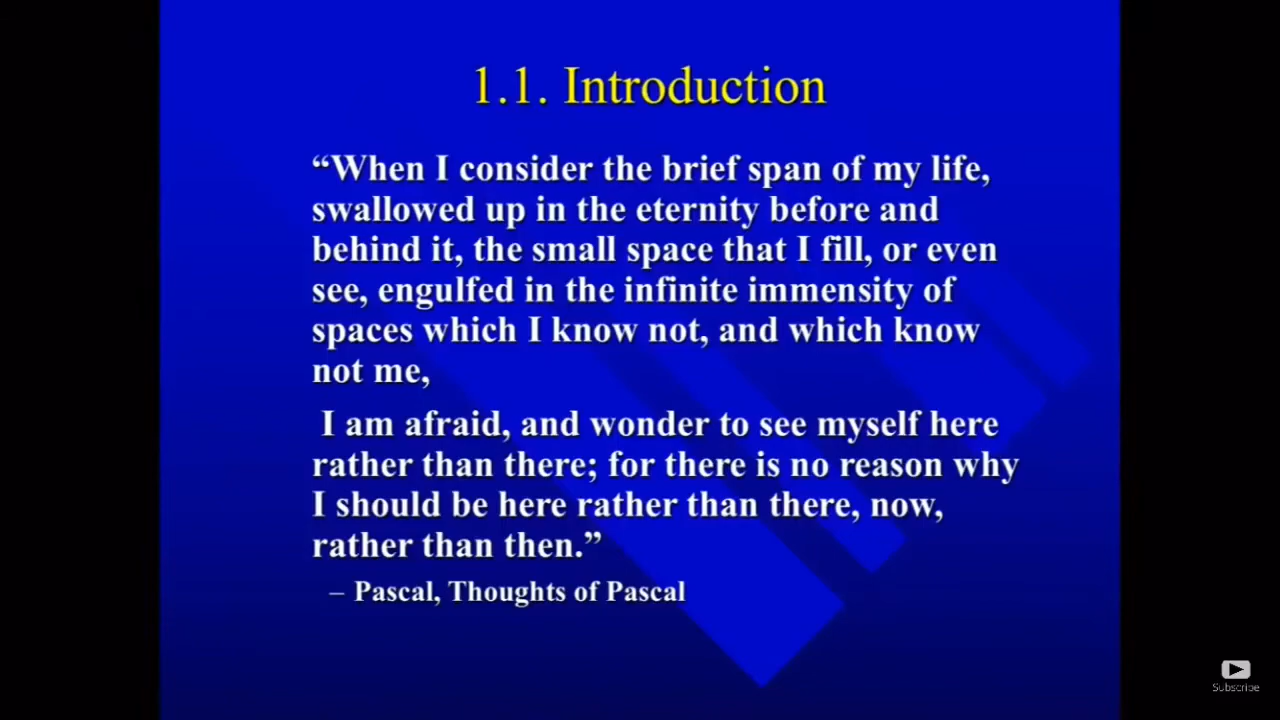 1.1. Introduction
“When I consider the brief span of my life,
swallowed up in the eternity before and
behind it, the small space that I fill, or even
see, engulfed in the infinite immensity of
spaces which I know not, and which know
not me,
I am afraid, and wonder to see myself here
rather than there; for there is no reason why
I should be here rather than there, now,
rather than then.”
– Pascal, Thoughts of Pascal
Subscribe